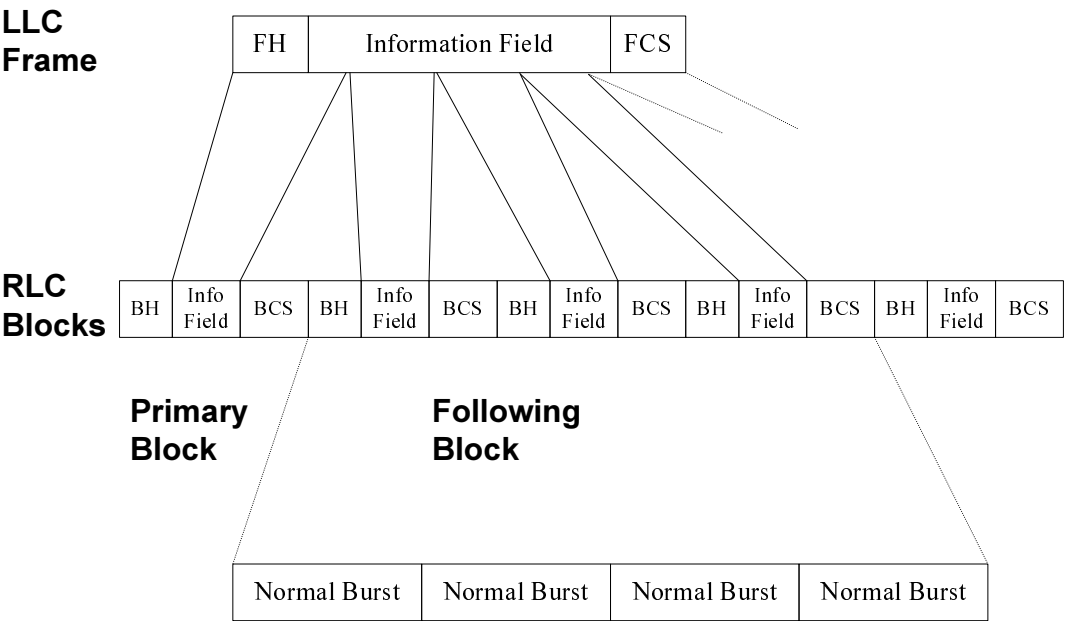 LLC
Frame
FH Information Field FCS
RLC
Blocks
BH Info
Field BCS BH Info
Field BCS BH Info
Field BCS BH Info
Field BCS BH Info
Field BCS
Primary
Block
Following
Block
Normal Burst Normal Burst Normal Burst Normal Burst